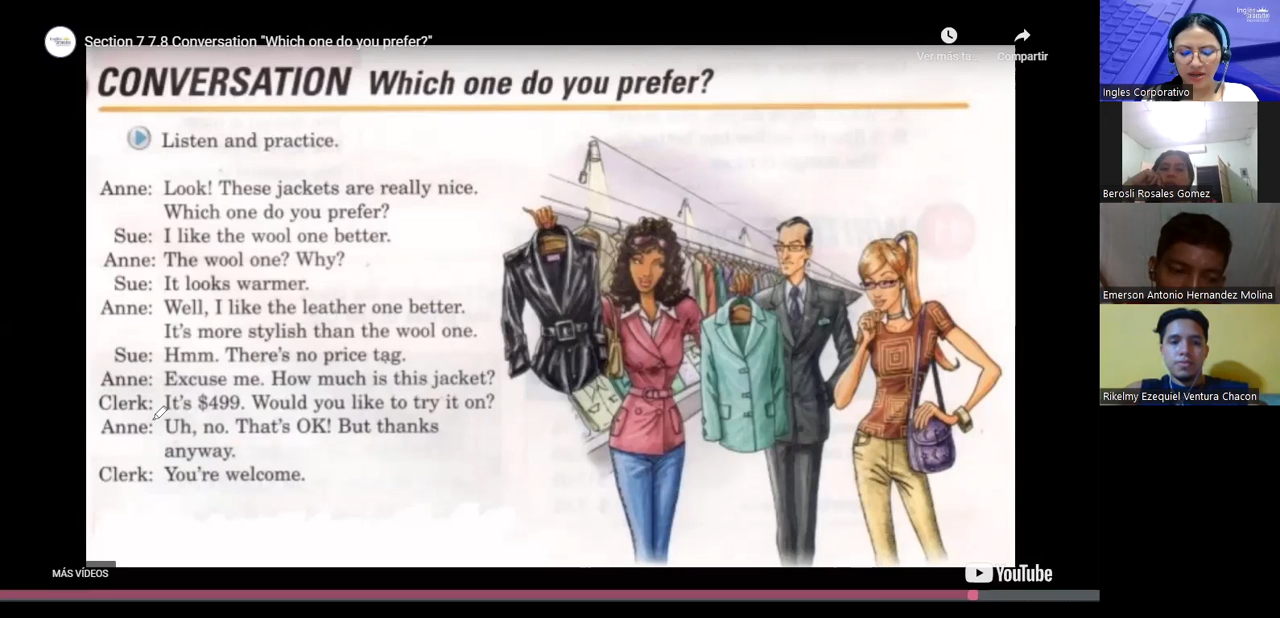 Section 7 7.8 Conversation "Which one do you prefer?"
Compartir
CONVERSATION Which one do you prefer?
Listen and practice.
Anne: Look! These jackets are really nice.
Which one do you prefer?
Sue: I like the wool one better.
Anne: The wool one? Why?
Sue: It looks warmer.
Anne: Well, I like the leather one better.
It's more stylish than the wool one.
Sue: Hmm. There's no price tag.
Anne: Excuse me. How much is this jacket?
Clerk: It's $499. Would you like to try it on?
Anne: Uh, no. That's OK! But thanks
anyway.
Clerk: You're welcome.
MÁS VÍDEOS
YouTube
Ingles Corporativo
Berosli Rosales Gomez
Emerson Antonio Hernandez Molina
Rikelmy Ezequiel Ventura Chacon